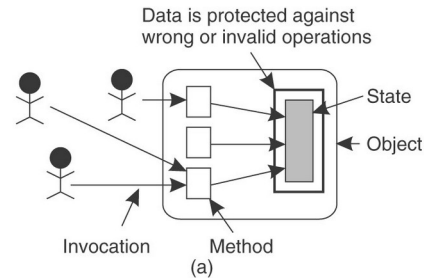 Data is protected against
wrong or invalid operations
State
Object
Invocation
Method
(a)